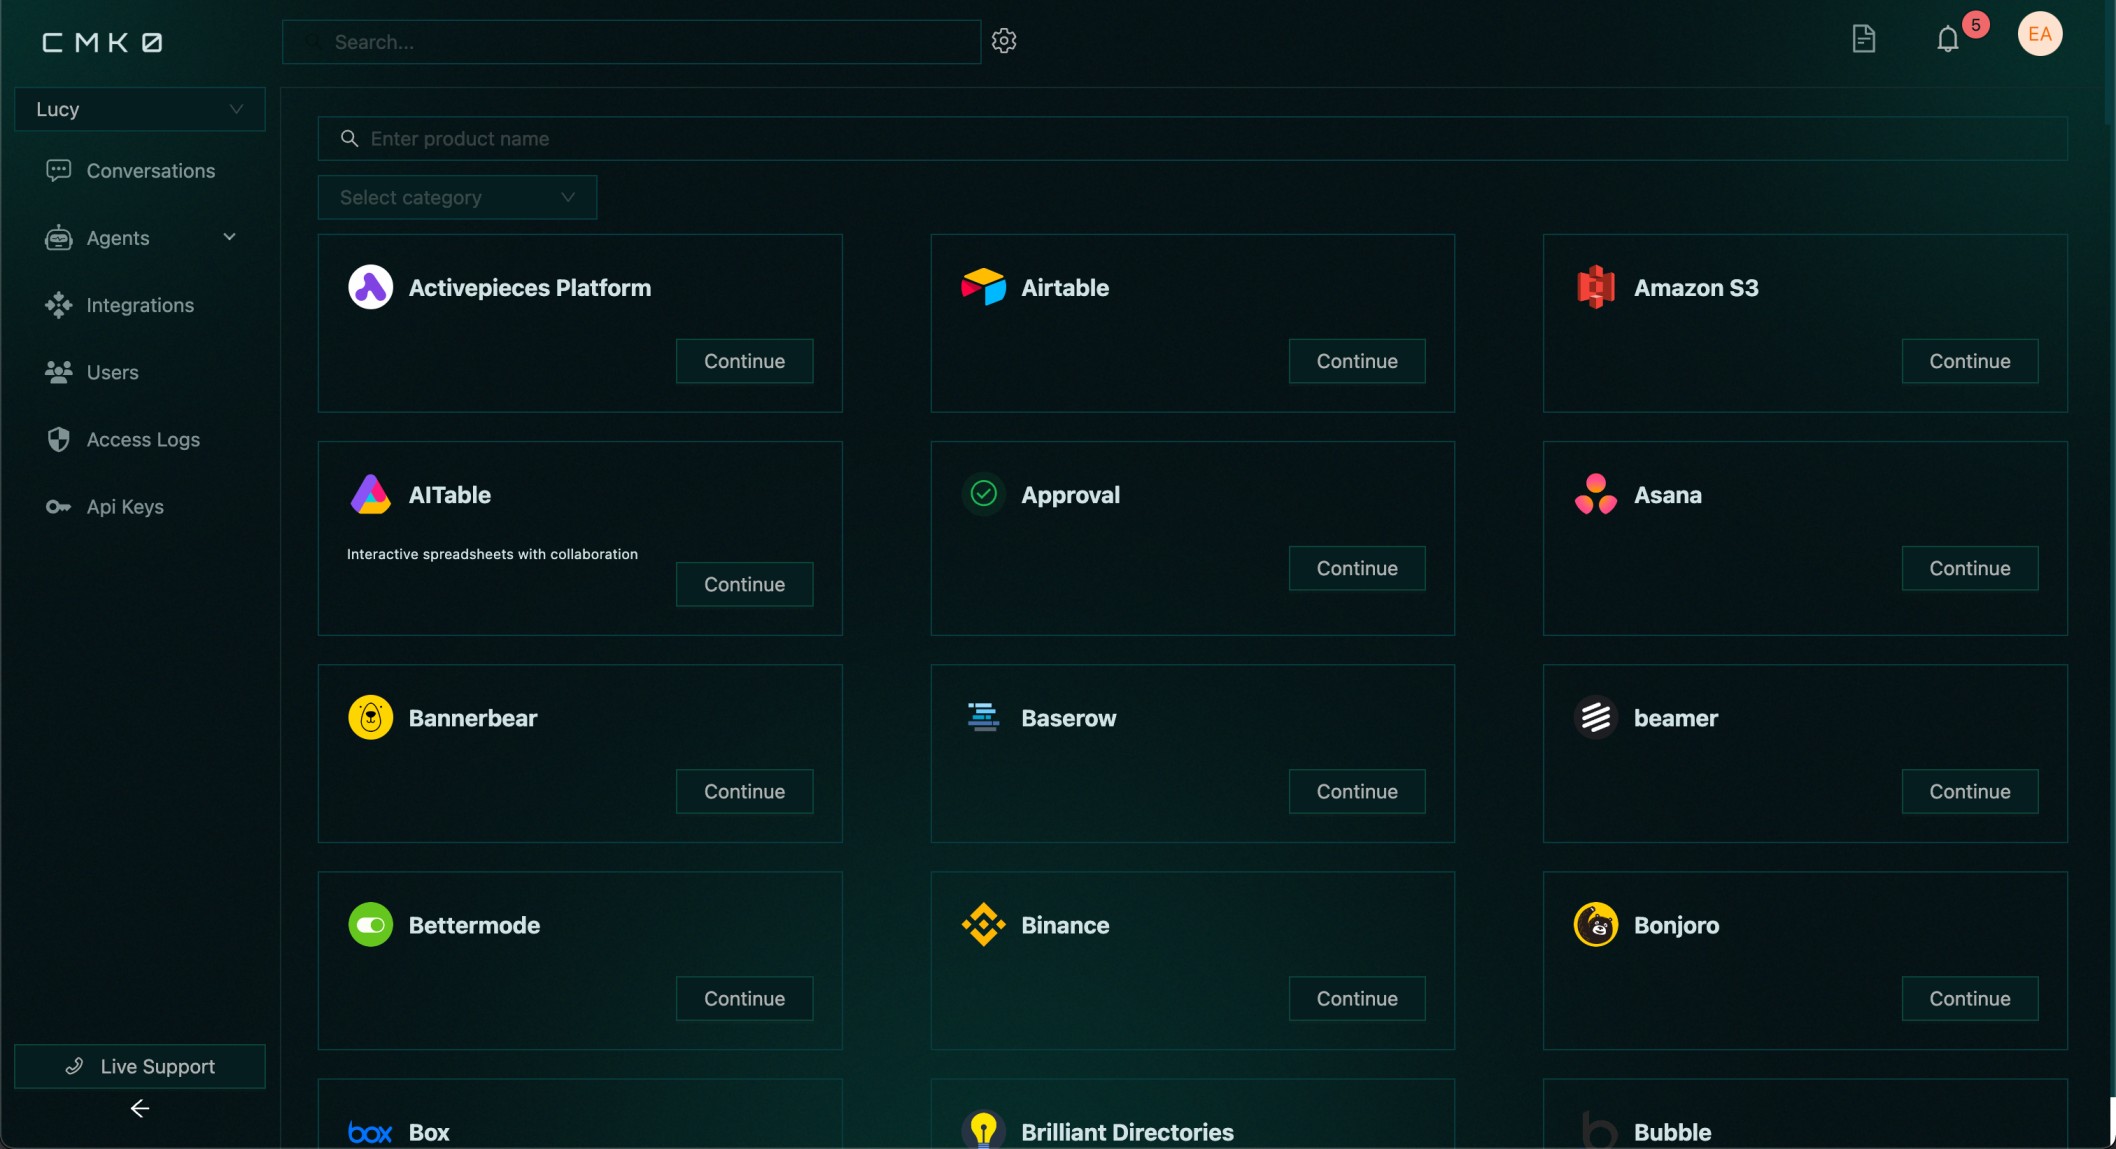 CMKØ
Search...
5
EA
Lucy
Conversations
Agents
Integrations
Users
Access Logs
Api Keys
Live Support
Enter product name
Select category
Activepieces Platform
Continue
Airtable
Continue
Amazon S3
Continue
AITable
Interactive spreadsheets with collaboration
Continue
Approval
Continue
Asana
Continue
Bannerbear
Continue
Baserow
Continue
beamer
Continue
Bettermode
Continue
Binance
Continue
Bonjoro
Continue
box
Box
Brilliant Directories
b
Bubble